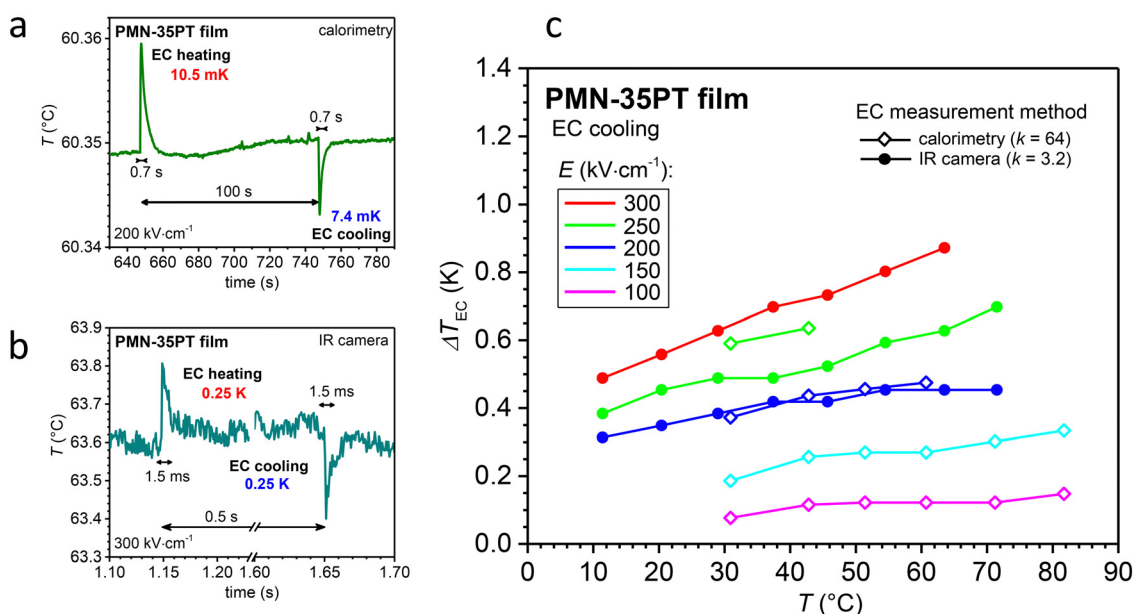 a
PMN-35PT film
calorimetry
EC heating
10.5 mK
0.7 s
0.7 s
100 s
7.4 mK
EC cooling
200 kV·cm⁻¹
60.36
60.35
60.34
T (°C)
640 660 680 700 720 740 760 780
time (s)
b
PMN-35PT film
IR camera
EC heating
0.25 K
1.5 ms
1.5 ms
EC cooling
0.25 K
0.5 s
300 kV·cm⁻¹
63.9
63.8
63.7
63.6
63.5
63.4
63.3
T (°C)
1.10 1.15 1.20 1.60 1.65 1.70
time (s)
c
PMN-35PT film
EC cooling
E (kV·cm⁻¹):
300
250
200
150
100
EC measurement method
calorimetry (k = 64)
IR camera (k = 3.2)
1.4
1.2
1.0
0.8
0.6
0.4
0.2
0.0
ΔT_EC (K)
0 10 20 30 40 50 60 70 80 90
T (°C)